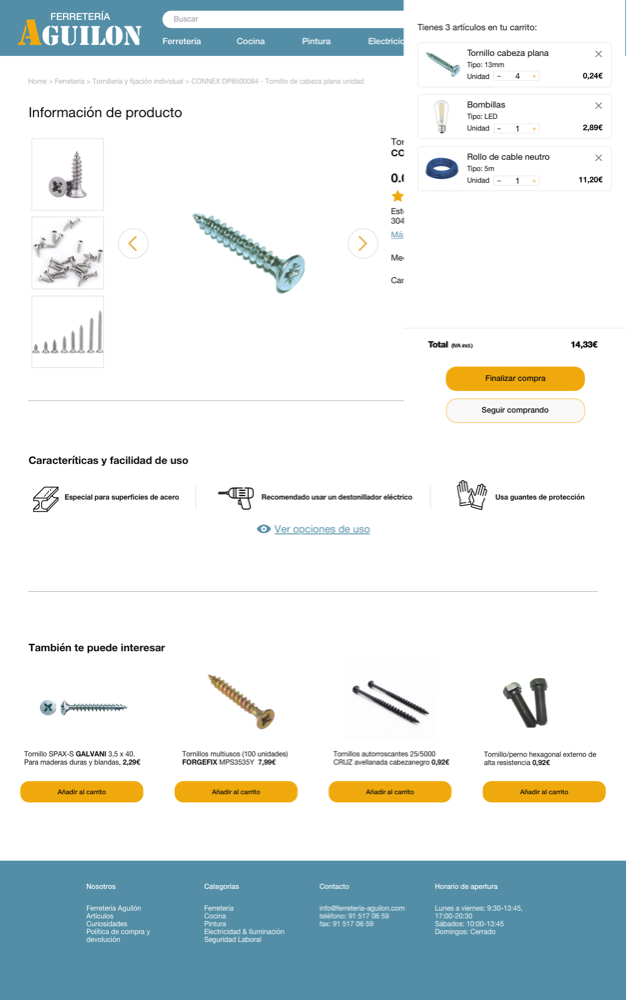 FERRETERÍA
AGUILON
Buscar
Ferretería
Cocina
Pintura
Home > Ferretería > Tornillería y fijación individual > CONNEX DP8500084 - Tornillo de cabeza plana unidad
Información de producto
CO
0.0
304
Tienes 3 artículos en tu carrito:
Tornillo cabeza plana
Tipo: 13mm
Unidad - 4 + 0,24€
Bombillas
Tipo: LED
Unidad - 1 + 2,89€
Rollo de cable neutro
Tipo: 5m
Unidad - 1 + 11,20€
Total (IVA incl.) 14,33€
Finalizar compra
Seguir comprando
Caracteríticas y facilidad de uso
Especial para superficies de acero
Recomendado usar un destonillador eléctrico
Usa guantes de protección
Ver opciones de uso
También te puede interesar
Tornillo SPAX-S GALVANI 3,5 x 40.
Para maderas duras y blandas, 2,29€
Añadir al carrito
Tornillos multiusos (100 unidades)
FORGEFIX MPS3535Y 7,99€
Añadir al carrito
Tornillos autorroscantes 25/5000
CRUZ avellanada cabezanegro 0,92€
Añadir al carrito
Tornillo/perno hexagonal externo de
alta resistencia 0,92€
Añadir al carrito
Nosotros
Ferretería Aguilón
Artículos
Curiosidades
Política de compra y
devolución
Categorías
Ferretería
Cocina
Pintura
Electricidad & Iluminación
Seguridad Laboral
Contacto
info@ferretería-aguilon.com
teléfono: 91 517 06 59
fax: 91 517 06 59
Horario de apertura
Lunes a viernes: 9:30-13:45,
17:00-20:30
Sábados: 10:00-13:45
Domingos: Cerrado